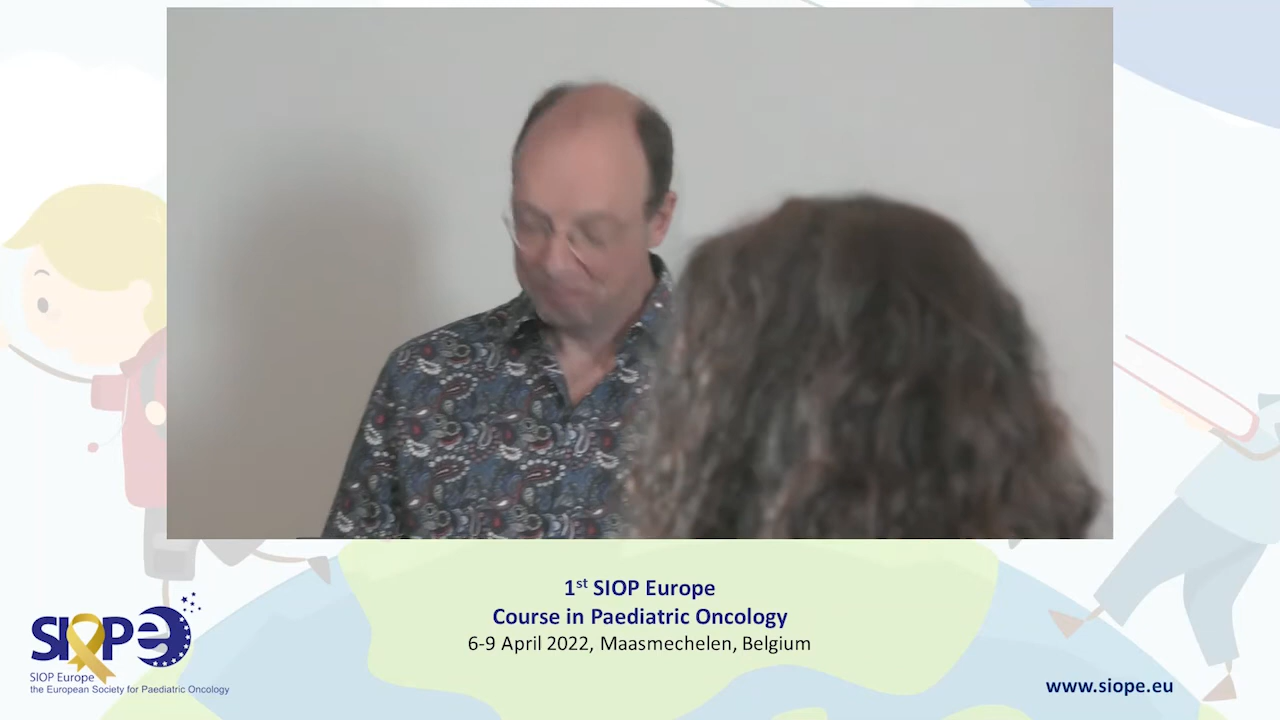 1st SIOP Europe
Course in Paediatric Oncology
6-9 April 2022, Maasmechelen, Belgium
SIOPe
SIOP Europe
the European Society for Paediatric Oncology
www.siope.eu